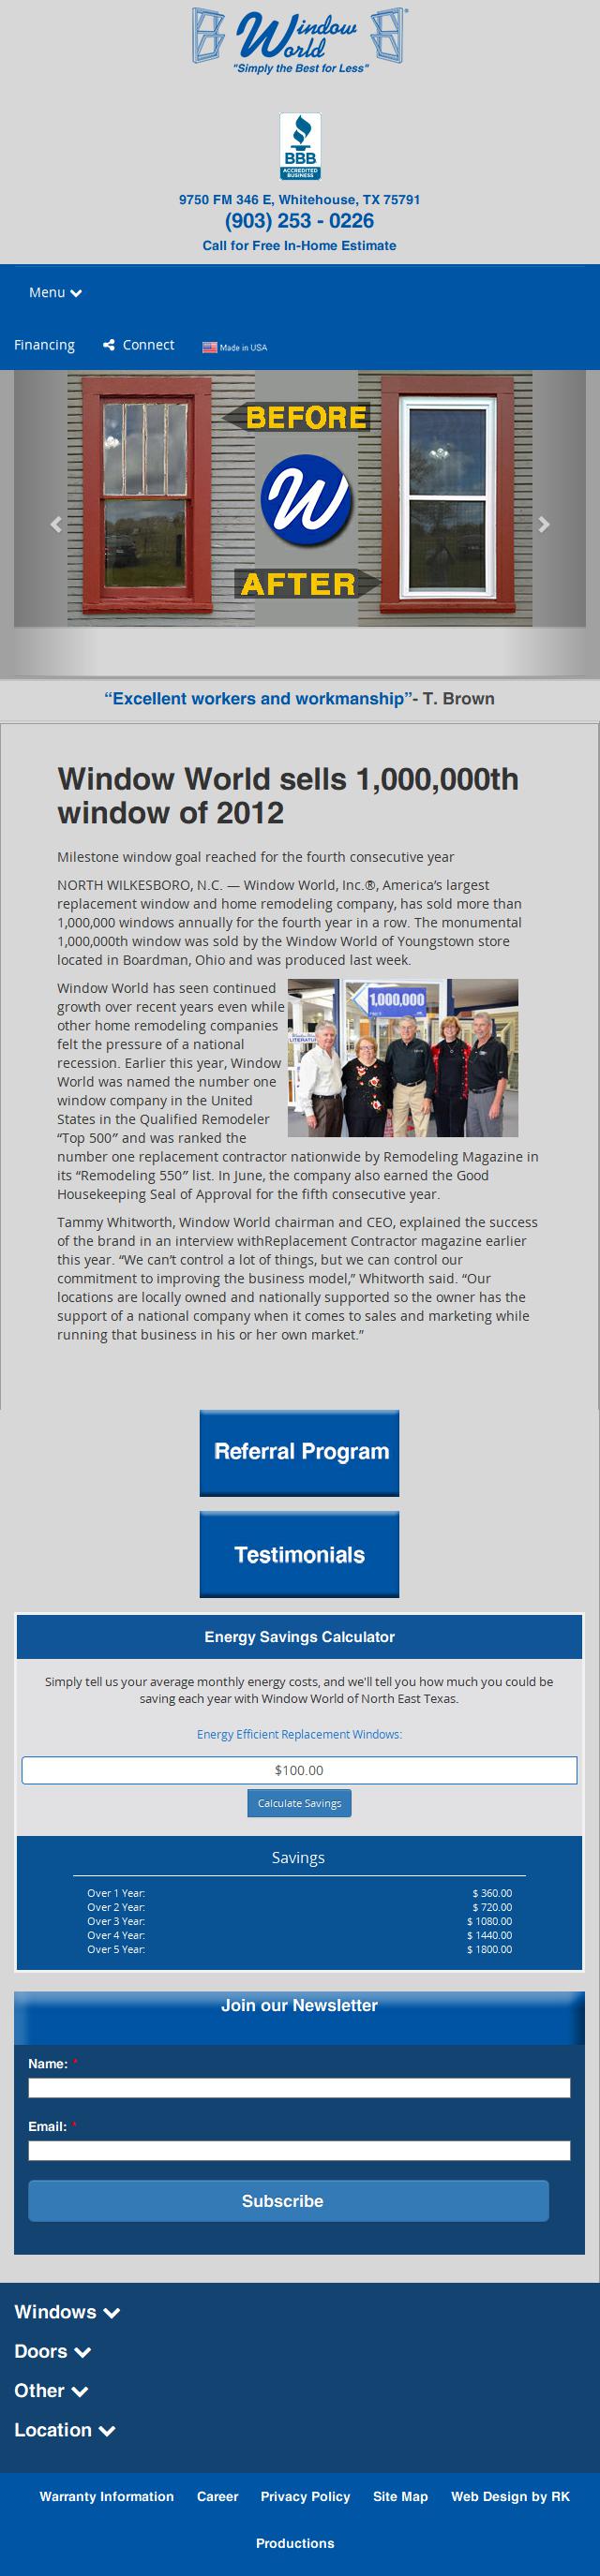 Window World
"Simply the Best for Less"
BBB
ACCREDITED BUSINESS
9750 FM 346 E, Whitehouse, TX 75791
(903) 253 - 0226
Call for Free In-Home Estimate
Menu
Financing
Connect
Made in USA
BEFORE
W
AFTER
“Excellent workers and workmanship”- T. Brown
Window World sells 1,000,000th
window of 2012
Milestone window goal reached for the fourth consecutive year
NORTH WILKESBORO, N.C. — Window World, Inc.®, America’s largest
replacement window and home remodeling company, has sold more than
1,000,000 windows annually for the fourth year in a row. The monumental
1,000,000th window was sold by the Window World of Youngstown store
located in Boardman, Ohio and was produced last week.
Window World has seen continued
growth over recent years even while
other home remodeling companies
felt the pressure of a national
recession. Earlier this year, Window
World was named the number one
window company in the United
States in the Qualified Remodeler
“Top 500″ and was ranked the
number one replacement contractor nationwide by Remodeling Magazine in
its “Remodeling 550″ list. In June, the company also earned the Good
Housekeeping Seal of Approval for the fifth consecutive year.
1,000,000
LITERATU
Tammy Whitworth, Window World chairman and CEO, explained the success
of the brand in an interview withReplacement Contractor magazine earlier
this year. “We can’t control a lot of things, but we can control our
commitment to improving the business model,” Whitworth said. “Our
locations are locally owned and nationally supported so the owner has the
support of a national company when it comes to sales and marketing while
running that business in his or her own market.”
Referral Program
Testimonials
Energy Savings Calculator
Simply tell us your average monthly energy costs, and we'll tell you how much you could be
saving each year with Window World of North East Texas.
Energy Efficient Replacement Windows:
$100.00
Calculate Savings
Savings
Over 1 Year: $ 360.00
Over 2 Year: $ 720.00
Over 3 Year: $ 1080.00
Over 4 Year: $ 1440.00
Over 5 Year: $ 1800.00
Join our Newsletter
Name: *
Email: *
Subscribe
Windows
Doors
Other
Location
Warranty Information Career Privacy Policy Site Map Web Design by RK
Productions